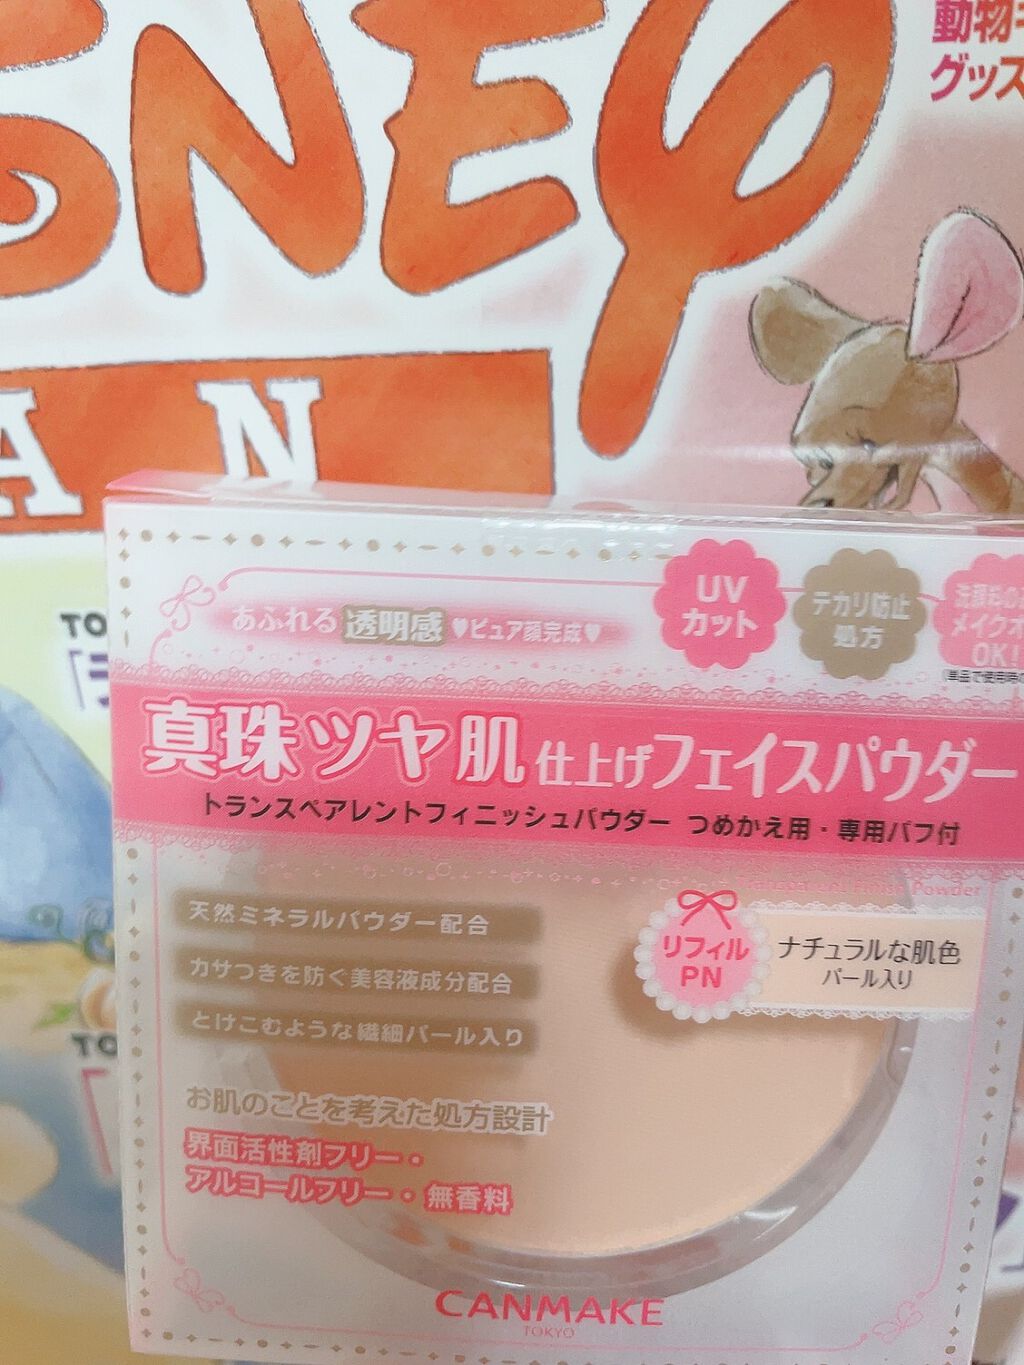 動物
グッズ
SNEY
AN
TO
UV
カット
テカリ防止
処方
メイクオ
OK!
あふれる透明感♥ピュア顔完成♥
真珠ツヤ肌仕上げフェイスパウダー
トランスペアレントフィニッシュパウダー つめかえ用・専用パフ付
Transparent Finish Powder
天然ミネラルパウダー配合
カサつきを防ぐ美容液成分配合
とけこむような繊細パール入り
リフィル
PN
ナチュラルな肌色
パール入り
TO
お肌のことを考えた処方設計
界面活性剤フリー・
アルコールフリー・無香料
CANMAKE
TOKYO